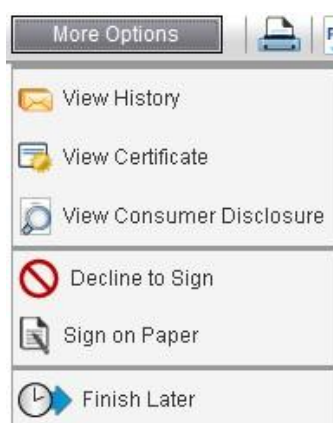 More Options
View History
View Certificate
View Consumer Disclosure
Decline to Sign
Sign on Paper
Finish Later